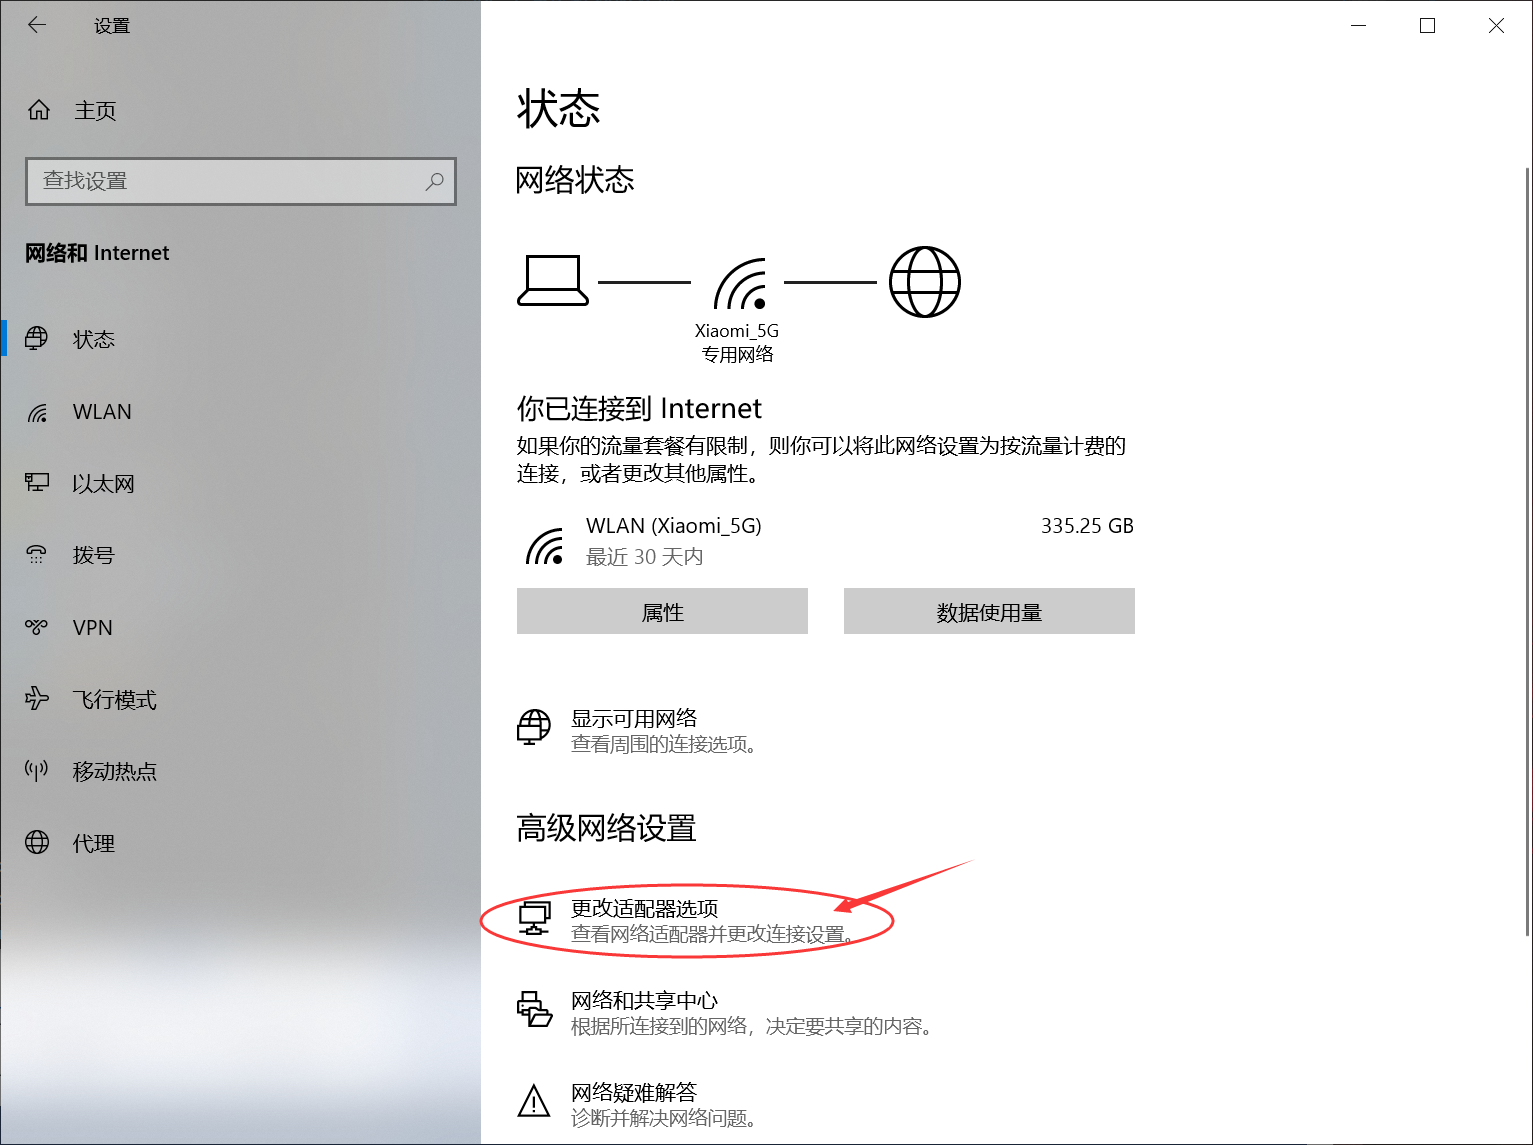 设置
主页
查找设置
网络和 Internet
状态
WLAN
以太网
拨号
VPN
飞行模式
移动热点
代理
状态
网络状态
Xiaomi_5G
专用网络
你已连接到 Internet
如果你的流量套餐有限制，则你可以将此网络设置为按流量计费的
连接，或者更改其他属性。
WLAN (Xiaomi_5G)
335.25 GB
最近 30 天内
属性
数据使用量
显示可用网络
查看周围的连接选项。
高级网络设置
更改适配器选项
查看网络适配器并更改连接设置。
网络和共享中心
根据所连接到的网络，决定要共享的内容。
网络疑难解答
诊断并解决网络问题。